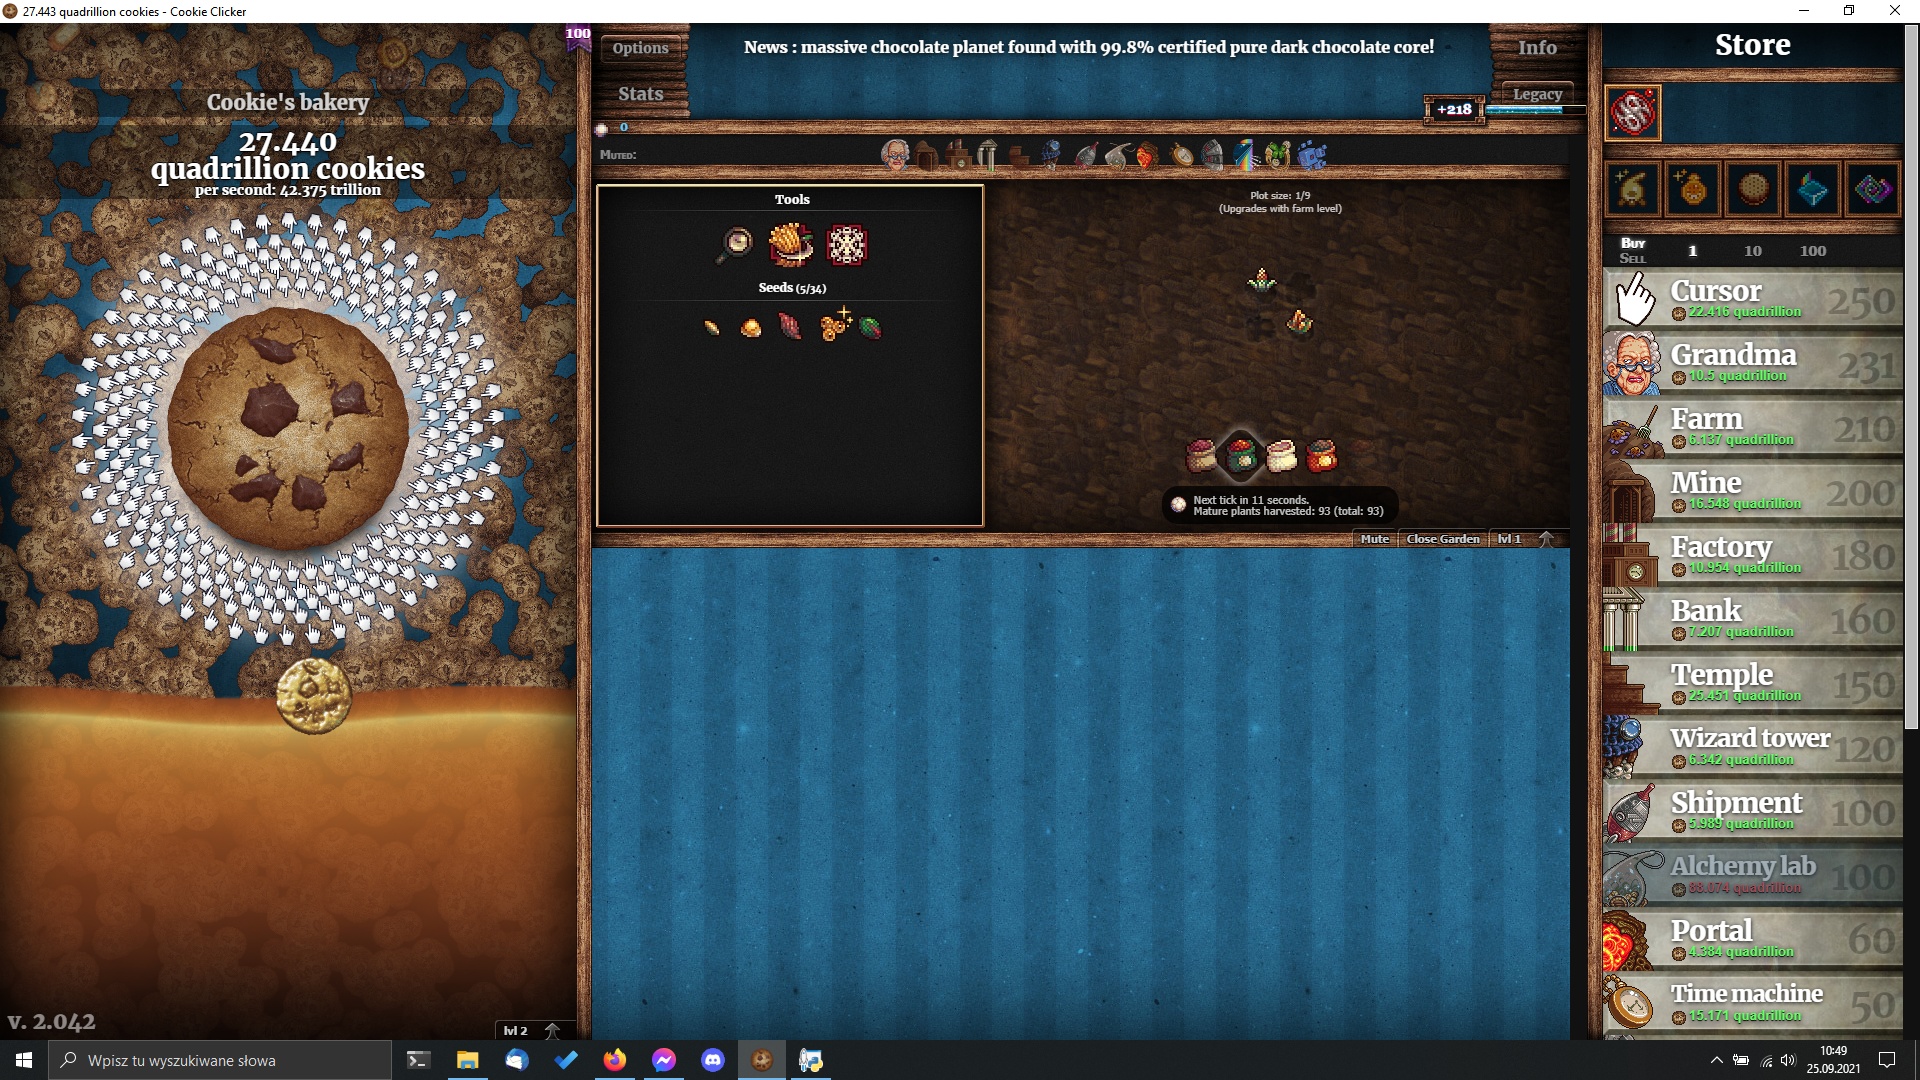 27.443 quadrillion cookies - Cookie Clicker
100
Options
Stats
News : massive chocolate planet found with 99.8% certified pure dark chocolate core!
Info
Legacy
+218
Cookie's bakery
27.440
quadrillion cookies
per second: 42.375 trillion
0
Muted:
Tools
Seeds (5/34)
Plot size: 1/9
(Upgrades with farm level)
Next tick in 11 seconds.
Mature plants harvested: 93 (total: 93)
Mute
Close Garden
lvl 1
v. 2.042
lvl 2
Store
Buy
Sell
1
10
100
Cursor
22.416 quadrillion
250
Grandma
10.5 quadrillion
231
Farm
6.137 quadrillion
210
Mine
16.548 quadrillion
200
Factory
10.954 quadrillion
180
Bank
7.207 quadrillion
160
Temple
25.451 quadrillion
150
Wizard tower
6.342 quadrillion
120
Shipment
5.989 quadrillion
100
Alchemy lab
88.074 quadrillion
100
Portal
4.384 quadrillion
60
Time machine
15.171 quadrillion
50
Wpisz tu wyszukiwane słowa
10:49
25.09.2021